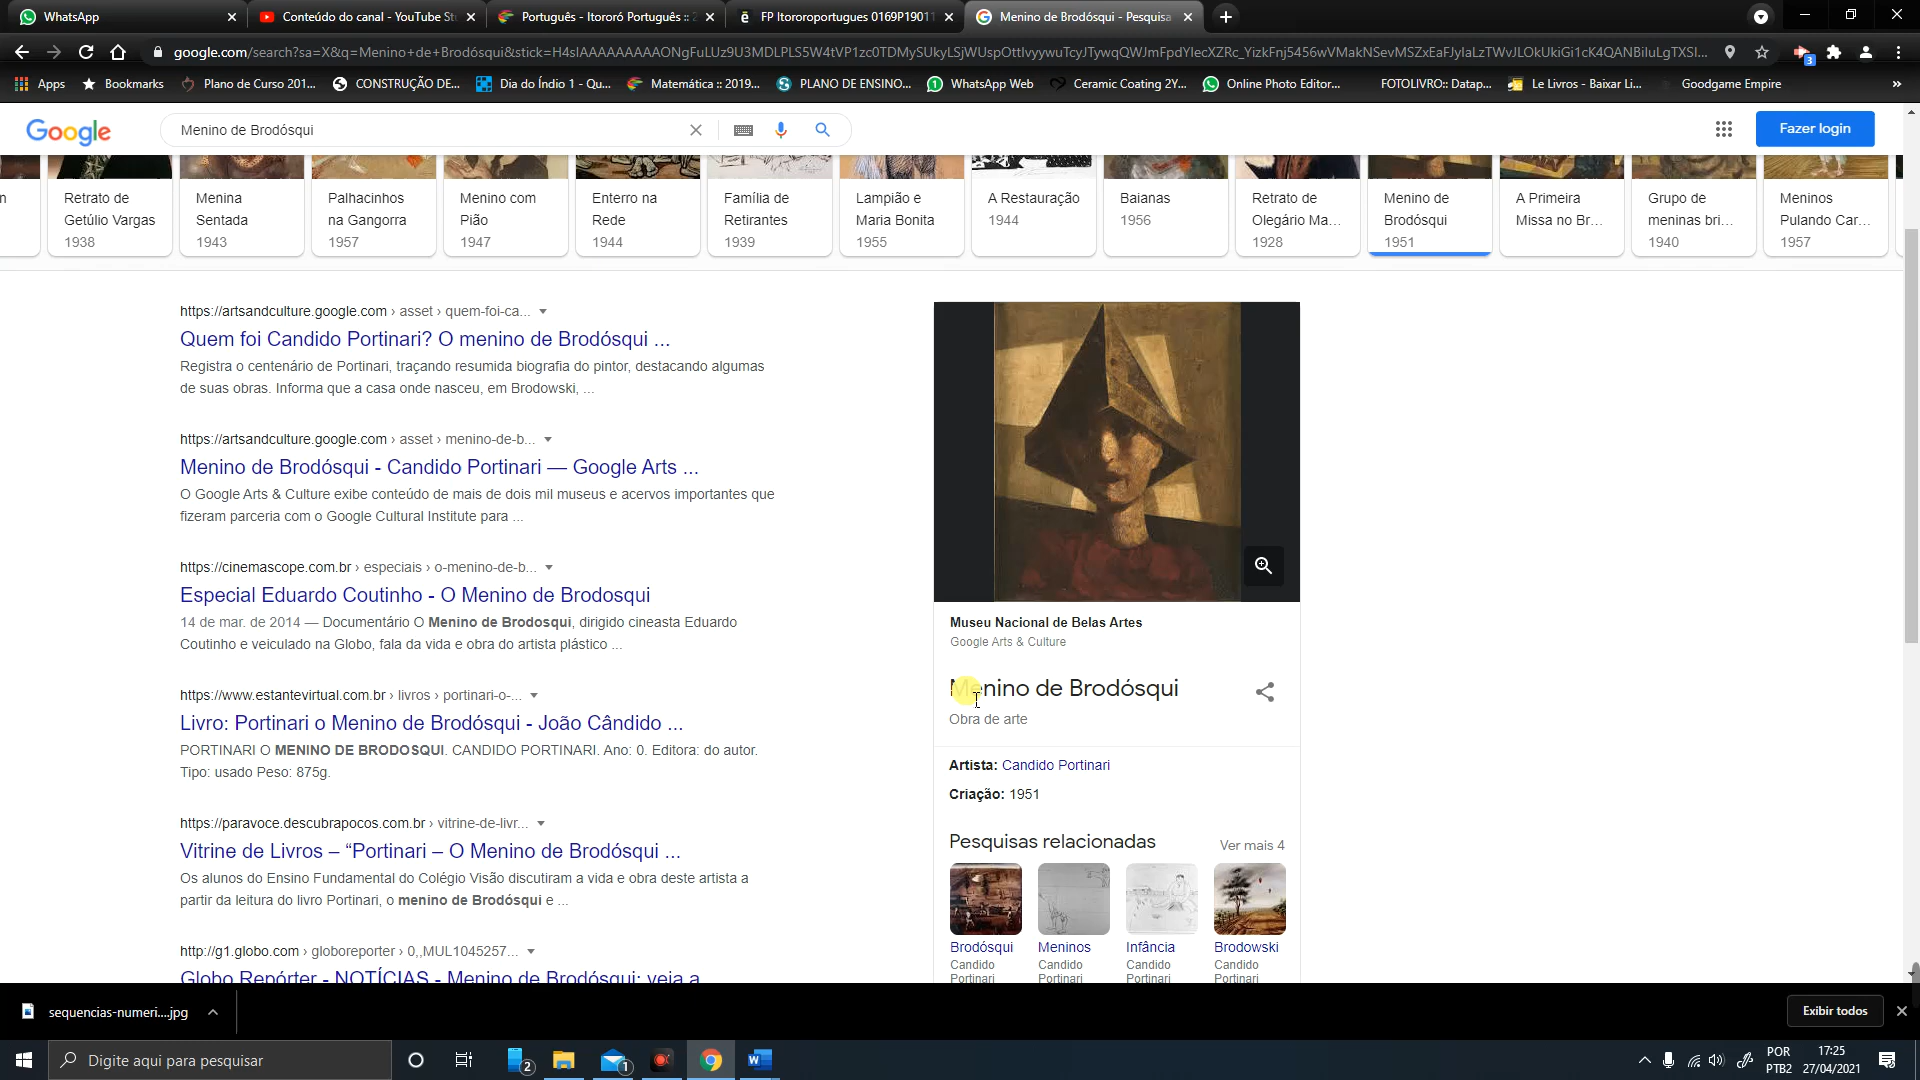 WhatsApp
Conteúdo do canal - YouTube St
Português - Itororó Português :: 2
FP Itororoportugues 0169P19011
Menino de Brodósqui - Pesquisa
Apps
Bookmarks
Plano de Curso 201...
CONSTRUÇÃO DE...
Dia do Índio 1 - Qu...
Matemática :: 2019...
PLANO DE ENSINO...
WhatsApp Web
Ceramic Coating 2Y...
Online Photo Editor...
FOTOLIVRO:: Datap...
Le Livros - Baixar Li...
Goodgame Empire
»
Google
Menino de Brodósqui
Fazer login
Retrato de
Getúlio Vargas
1938
Menina
Sentada
1943
Palhacinhos
na Gangorra
1957
Menino com
Pião
1947
Enterro na
Rede
1944
Família de
Retirantes
1939
Lampião e
Maria Bonita
1955
A Restauração
1944
Baianas
1956
Retrato de
Olegário Ma...
1928
Menino de
Brodósqui
1951
A Primeira
Missa no Br...
Grupo de
meninas bri...
1940
Meninos
Pulando Car...
1957
https://artsandculture.google.com › asset › quem-foi-ca...
Quem foi Candido Portinari? O menino de Brodósqui ...
Registra o centenário de Portinari, traçando resumida biografia do pintor, destacando algumas
de suas obras. Informa que a casa onde nasceu, em Brodowski, ...
https://artsandculture.google.com › asset › menino-de-b...
Menino de Brodósqui - Candido Portinari — Google Arts ...
O Google Arts & Culture exibe conteúdo de mais de dois mil museus e acervos importantes que
fizeram parceria com o Google Cultural Institute para ...
https://cinemascope.com.br › especiais › o-menino-de-b...
Especial Eduardo Coutinho - O Menino de Brodosqui
14 de mar. de 2014 — Documentário O Menino de Brodosqui, dirigido cineasta Eduardo
Coutinho e veiculado na Globo, fala da vida e obra do artista plástico ...
https://www.estantevirtual.com.br › livros › portinari-o-...
Livro: Portinari o Menino de Brodósqui - João Cândido ...
PORTINARI O MENINO DE BRODOSQUI. CANDIDO PORTINARI. Ano: 0. Editora: do autor.
Tipo: usado Peso: 875g.
https://paravoce.descubrapocos.com.br › vitrine-de-livr...
Vitrine de Livros – “Portinari – O Menino de Brodósqui ...
Os alunos do Ensino Fundamental do Colégio Visão discutiram a vida e obra deste artista a
partir da leitura do livro Portinari, o menino de Brodósqui e ...
http://g1.globo.com › globoreporter › 0,,MUL1045257...
Globo Repórter - NOTÍCIAS - Menino de Brodósqui: veja a
Museu Nacional de Belas Artes
Google Arts & Culture
Menino de Brodósqui
Obra de arte
Artista: Candido Portinari
Criação: 1951
Pesquisas relacionadas
Ver mais 4
Brodósqui
Candido
Portinari
Meninos
Candido
Portinari
Infância
Candido
Portinari
Brodowski
Candido
Portinari
sequencias-numeri....jpg
Exibir todos
Digite aqui para pesquisar
2
1
POR
PTB2
17:25
27/04/2021